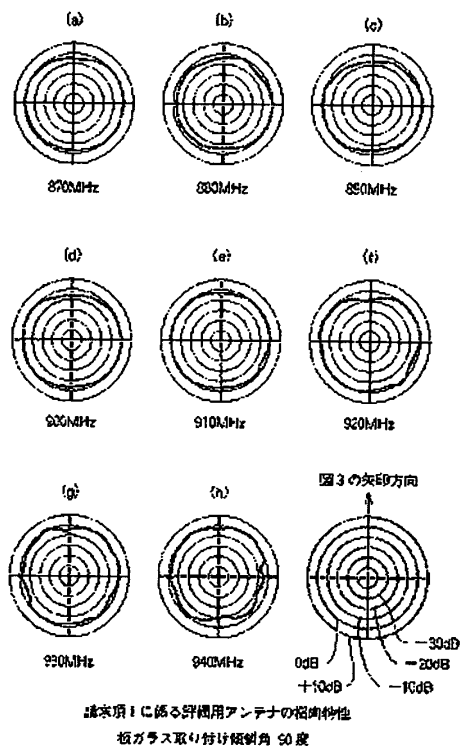 (a) (b) (c)
870MHz 880MHz 890MHz
(d) (e) (f)
900MHz 910MHz 920MHz
(g) (h) 図3の矢印方向
930MHz 940MHz
-30dB
0dB -20dB
+10dB -10dB
請求項1に係る評価用アンテナの指向特性
板ガラス取り付け傾斜角 90度